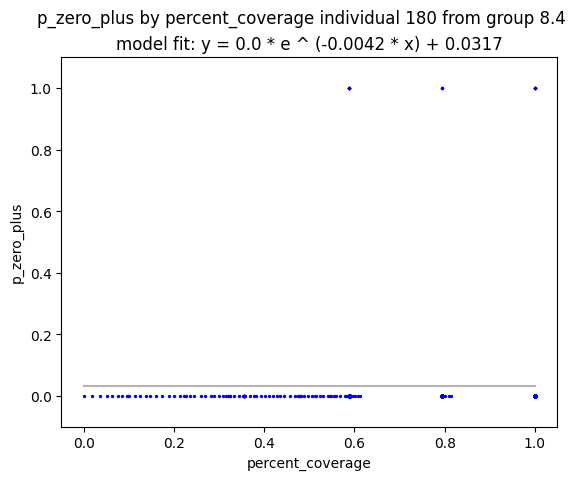 p_zero_plus by percent_coverage individual 180 from group 8.4
model fit: y = 0.0 * e ^ (-0.0042 * x) + 0.0317
1.0
0.8
0.6
0.4
0.2
0.0
p_zero_plus
0.0 0.2 0.4 0.6 0.8 1.0
percent_coverage